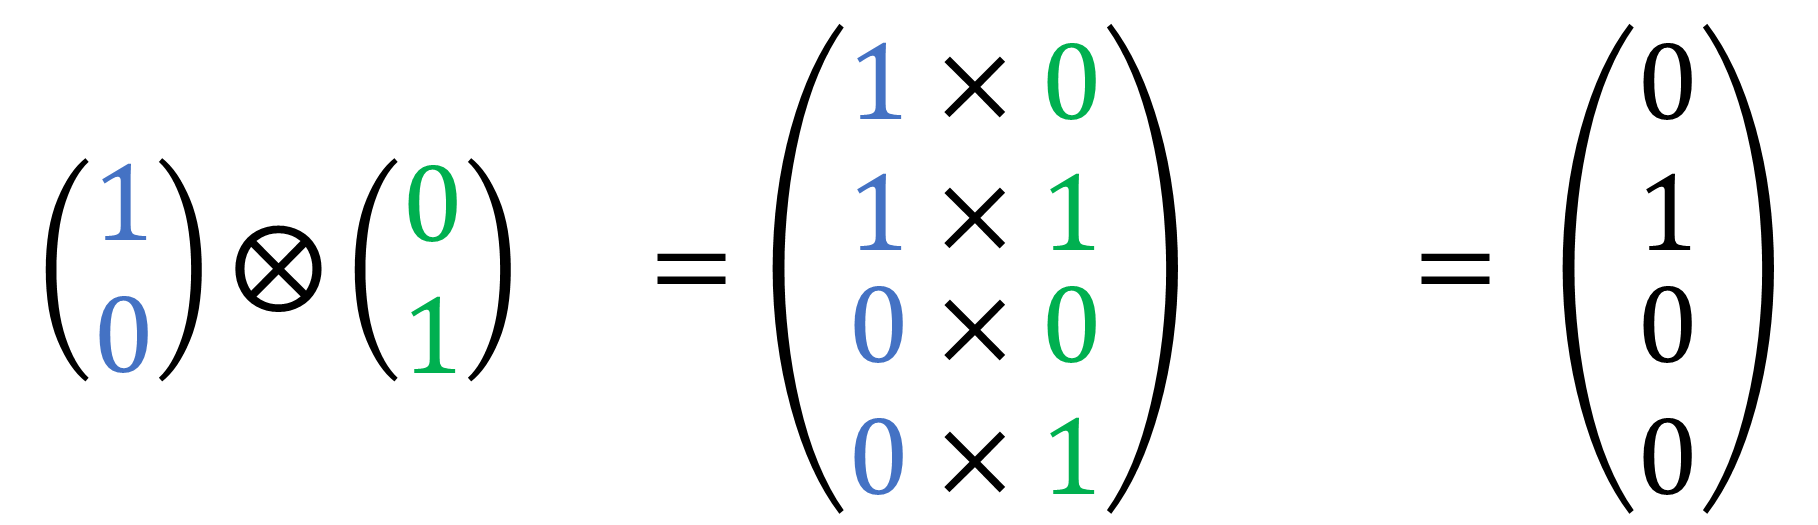 (1 0) ⊗ (0 1) = (1 × 0 1 × 1 0 × 0 0 × 1) = (0 1 0 0)